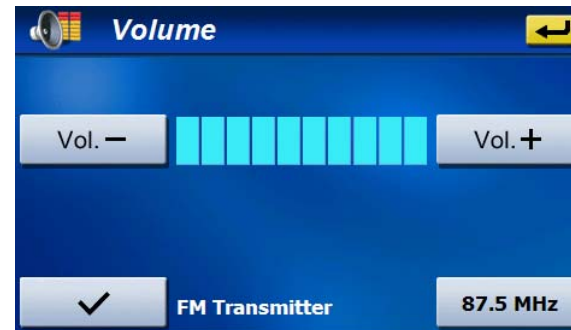 Volume
Vol. −
Vol. +
FM Transmitter
87.5 MHz